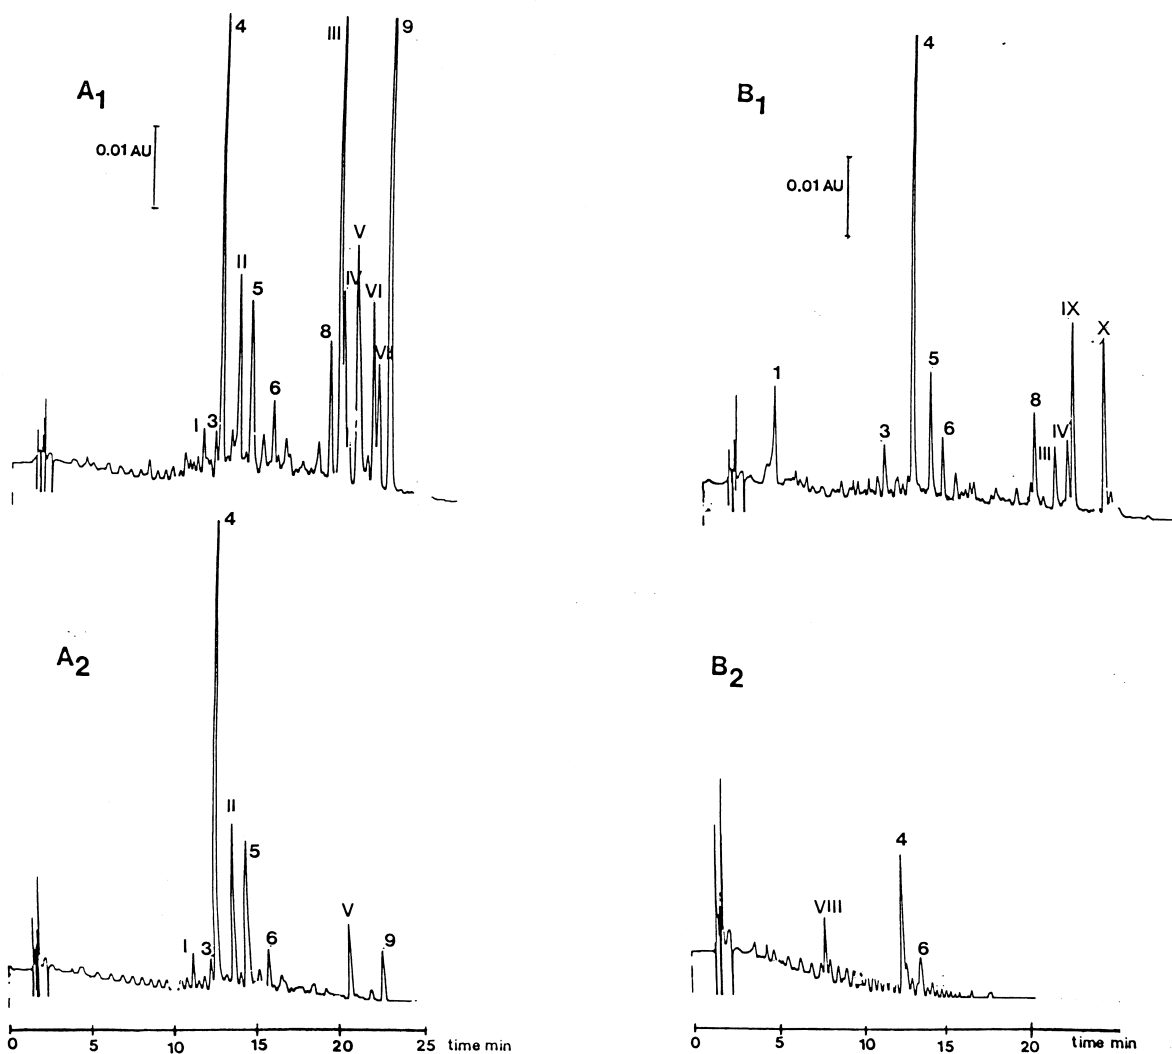 4 III 9
A1
0.01 AU
V
II IV VI
5
8
VII
6
I 3
4
B1
0.01 AU
IX
X
5
1
8
3 6 III IV
4
A2
II
5
V
I 3 6 9
0 5 10 15 20 25 time min
B2
4
VIII
6
0 5 10 15 20 time min